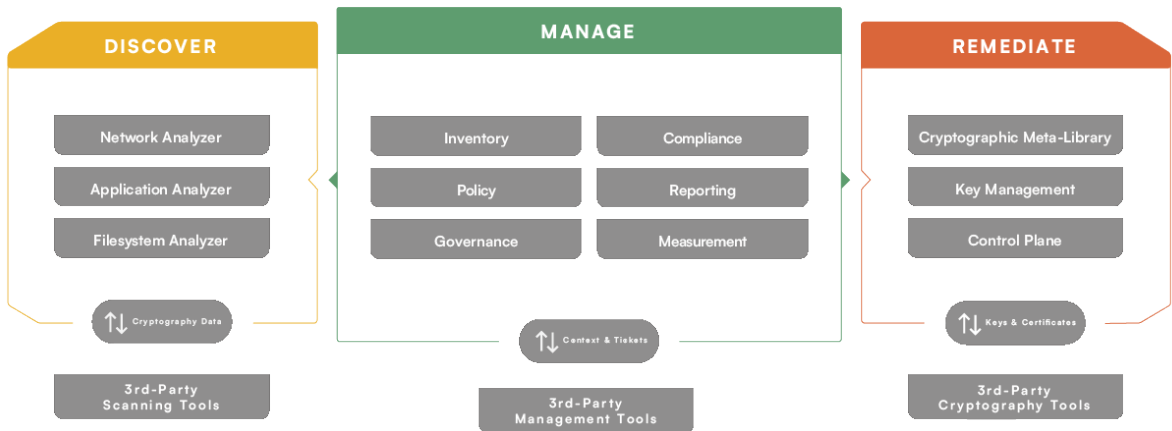 DISCOVER
Network Analyzer
Application Analyzer
Filesystem Analyzer
Cryptography Data
3rd-Party
Scanning Tools
MANAGE
Inventory
Compliance
Policy
Reporting
Governance
Measurement
Context & Tickets
3rd-Party
Management Tools
REMEDIATE
Cryptographic Meta-Library
Key Management
Control Plane
Keys & Certificates
3rd-Party
Cryptography Tools